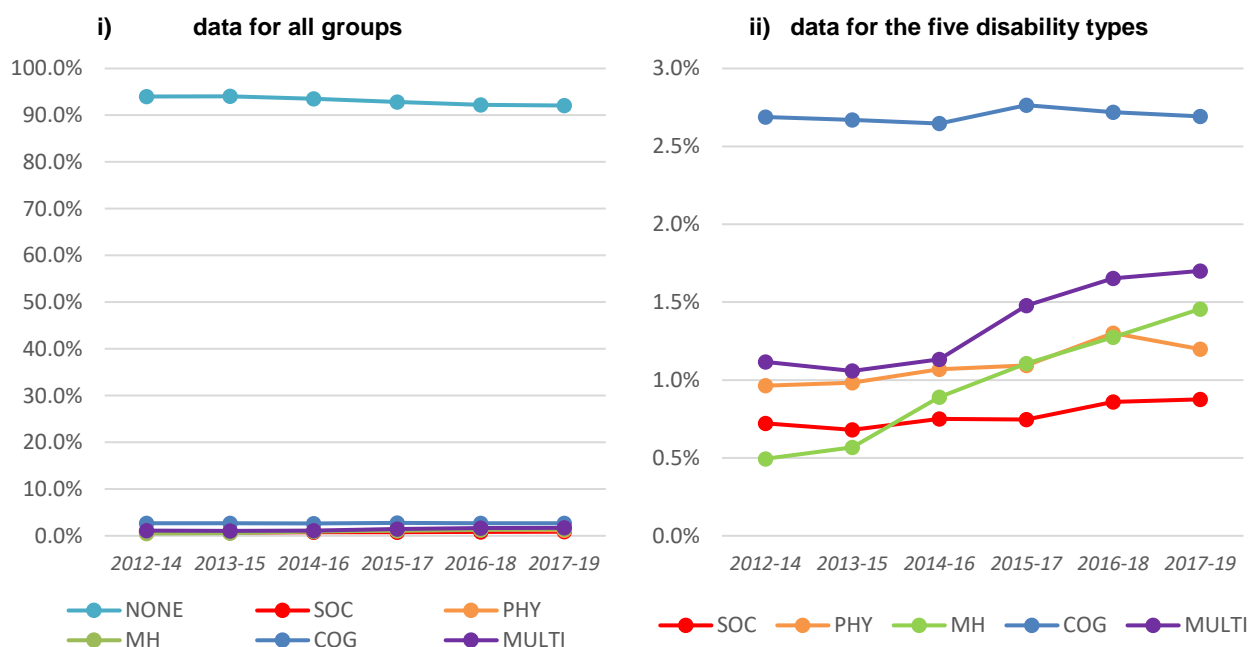 i) data for all groups
100.0%
90.0%
80.0%
70.0%
60.0%
50.0%
40.0%
30.0%
20.0%
10.0%
0.0%
2012-14 2013-15 2014-16 2015-17 2016-18 2017-19
NONE SOC PHY
MH COG MULTI
ii) data for the five disability types
3.0%
2.5%
2.0%
1.5%
1.0%
0.5%
0.0%
2012-14 2013-15 2014-16 2015-17 2016-18 2017-19
SOC PHY MH COG MULTI